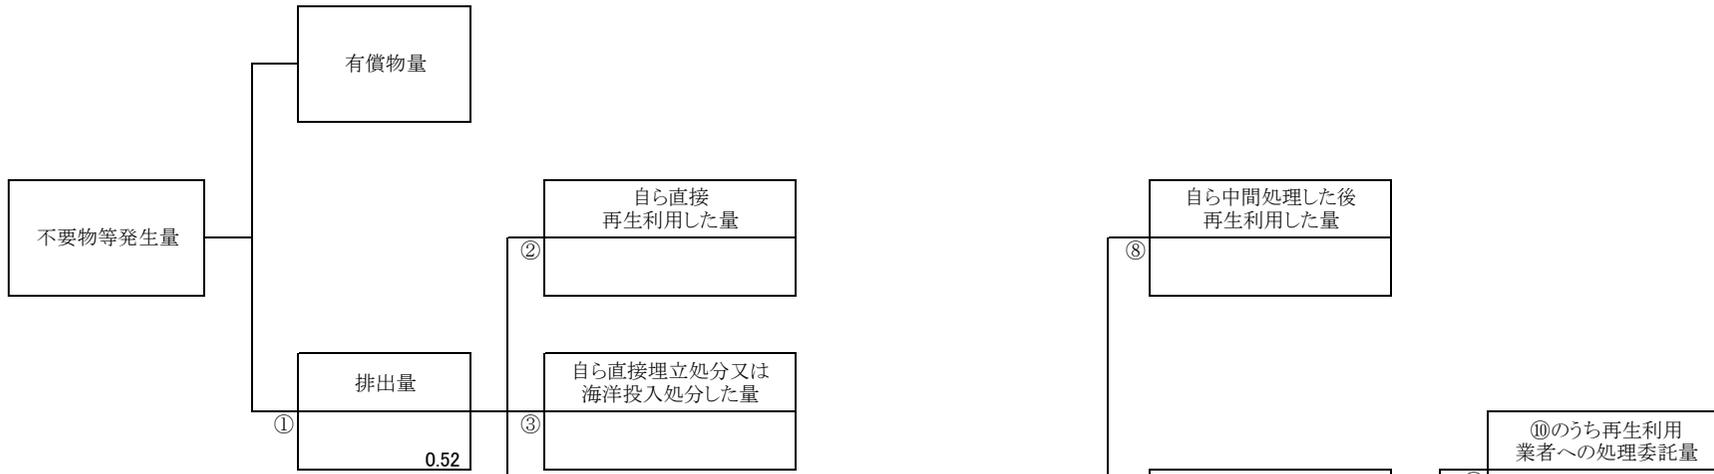 有償物量
不要物等発生量
自ら直接
再生利用した量
②
自ら中間処理した後
再生利用した量
⑧
排出量
①
0.52
自ら直接埋立処分又は
海洋投入処分した量
③
⑩のうち再生利用
業者への処理委託量